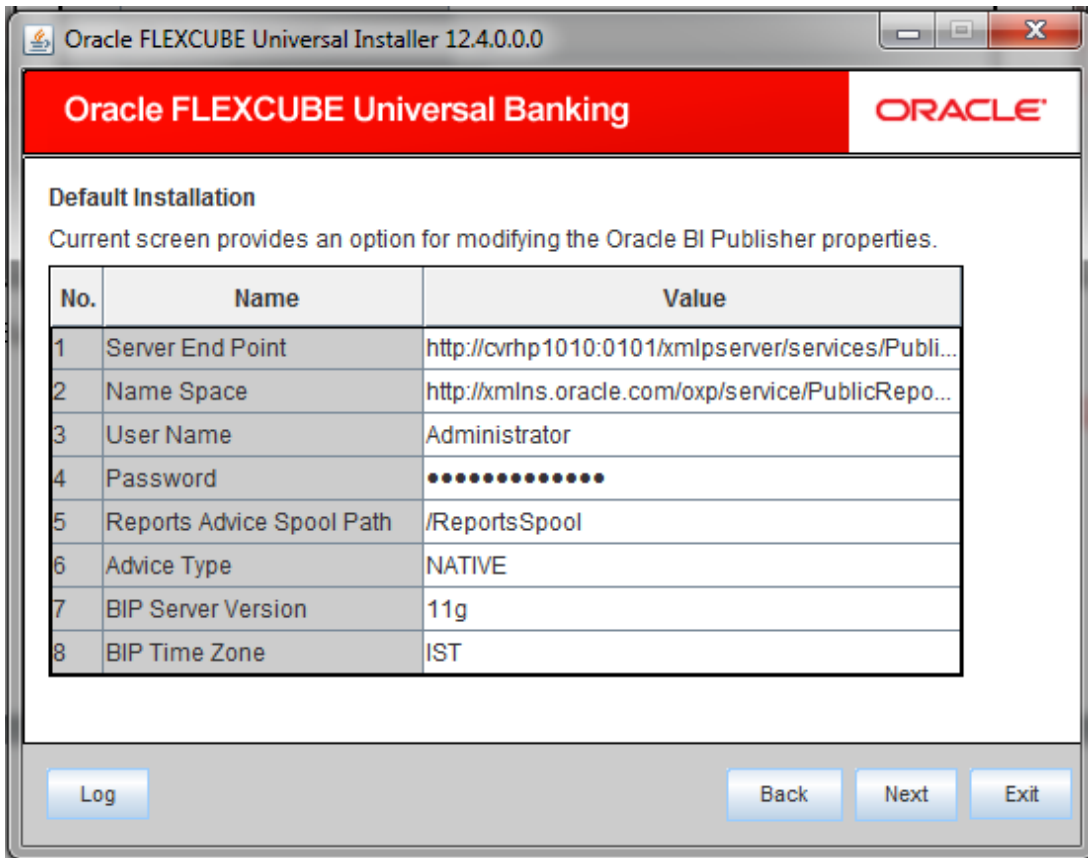 Oracle FLEXCUBE Universal Installer 12.4.0.0.0
Oracle FLEXCUBE Universal Banking
ORACLE
Default Installation
Current screen provides an option for modifying the Oracle BI Publisher properties.
No. Name Value
1 Server End Point http://cvrhp1010:0101/xmlpserver/services/Publi...
2 Name Space http://xmlns.oracle.com/oxp/service/PublicRepo...
3 User Name Administrator
4 Password •••••••••••••
5 Reports Advice Spool Path /ReportsSpool
6 Advice Type NATIVE
7 BIP Server Version 11g
8 BIP Time Zone IST
Log Back Next Exit